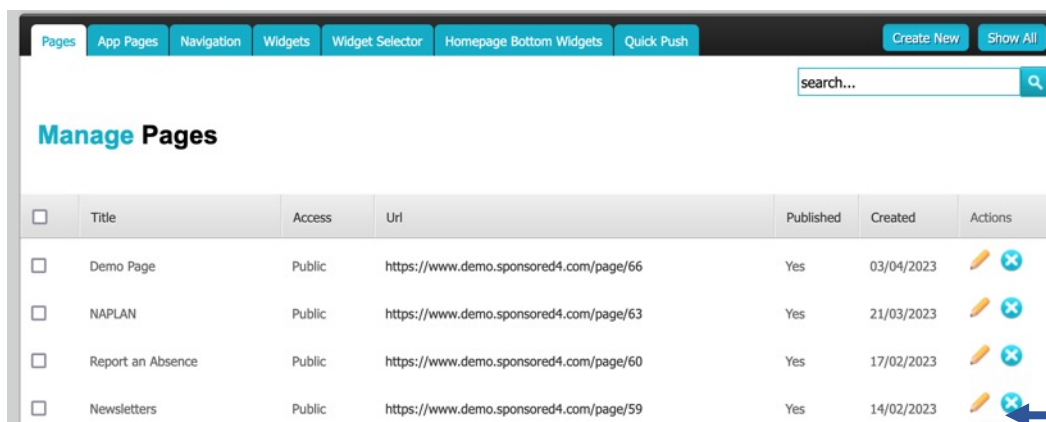 Pages App Pages Navigation Widgets Widget Selector Homepage Bottom Widgets Quick Push Create New Show All
search...
Manage Pages
Title Access Url Published Created Actions
Demo Page Public https://www.demo.sponsored4.com/page/66 Yes 03/04/2023
NAPLAN Public https://www.demo.sponsored4.com/page/63 Yes 21/03/2023
Report an Absence Public https://www.demo.sponsored4.com/page/60 Yes 17/02/2023
Newsletters Public https://www.demo.sponsored4.com/page/59 Yes 14/02/2023